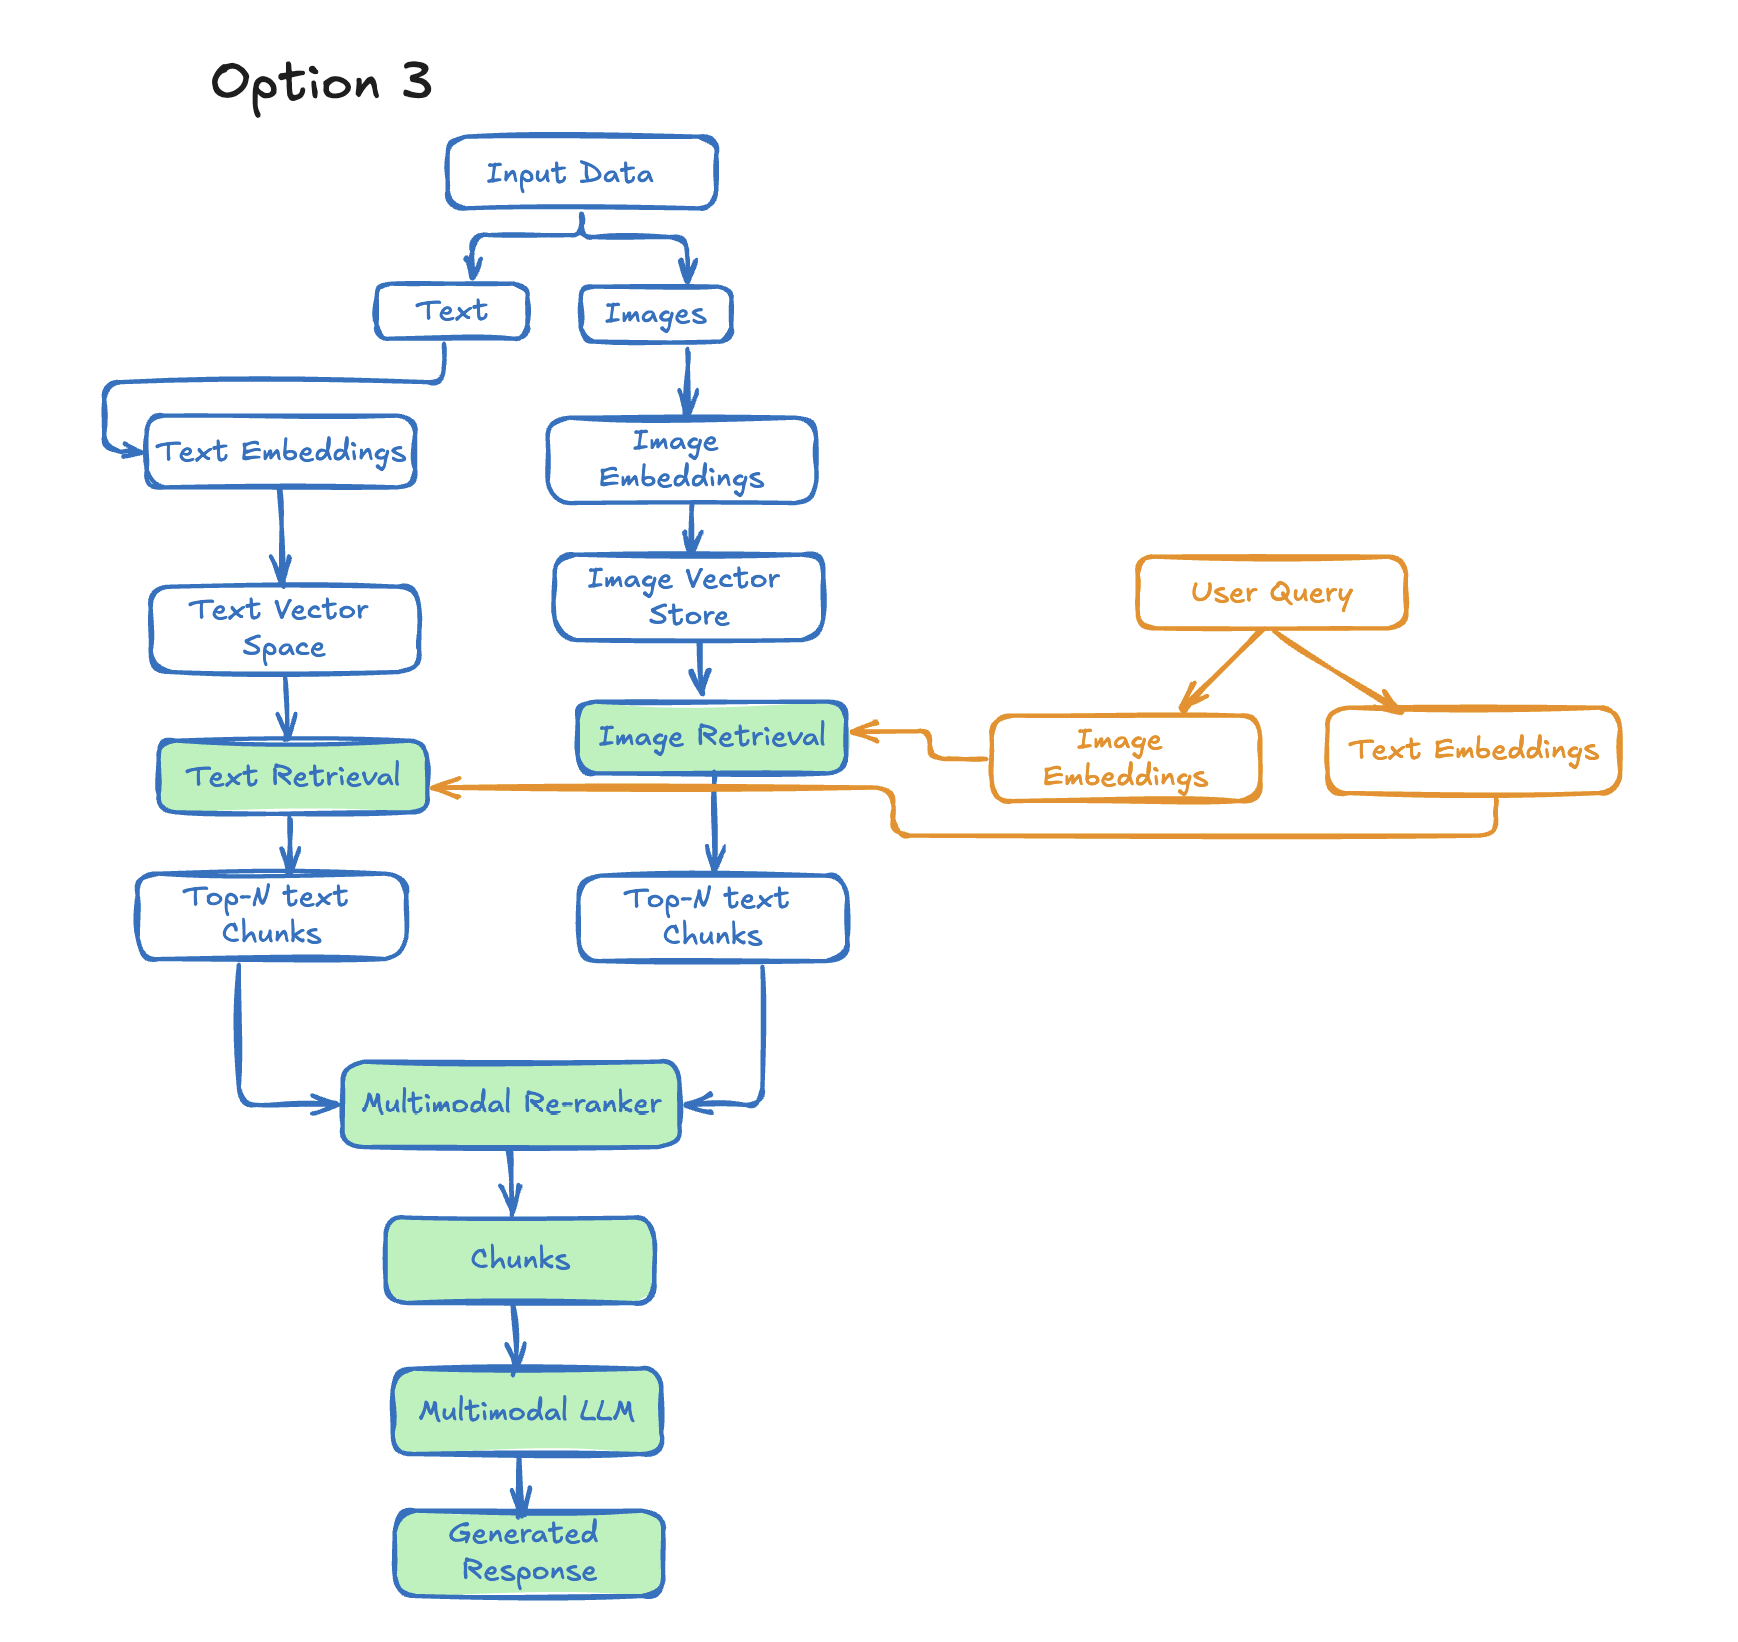 Option 3
Input Data
Text
Images
Text Embeddings
Image
Embeddings
Text Vector
Space
Image Vector
Store
User Query
Text Retrieval
Image Retrieval
Image
Embeddings
Text Embeddings
Top-N text
Chunks
Top-N text
Chunks
Multimodal Re-ranker
Chunks
Multimodal LLM
Generated
Response